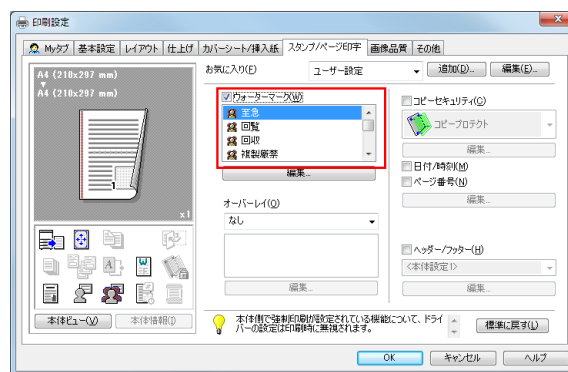 印刷設定
Myタブ 基本設定 レイアウト 仕上げ カバーシート/挿入紙 スタンプ/ページ印字 画像品質 その他
A4 (210x297 mm)
A4 (210x297 mm)
1
x1
本体ビュー(V) 本体情報(I)
お気に入り(F) ユーザー設定 追加(D)... 編集(E)...
ウォーターマーク(W)
至急
回覧
回収
複製厳禁
編集...
オーバーレイ(O)
なし
編集...
コピーセキュリティ(C)
コピープロテクト
編集...
日付/時刻(M)
ページ番号(N)
編集...
ヘッダー/フッター(H)
<本体設定1>
編集...
本体側で強制印刷が設定されている機能について、ドライ
バーの設定は印刷時に無視されます。
標準に戻す(L)
OK キャンセル ヘルプ